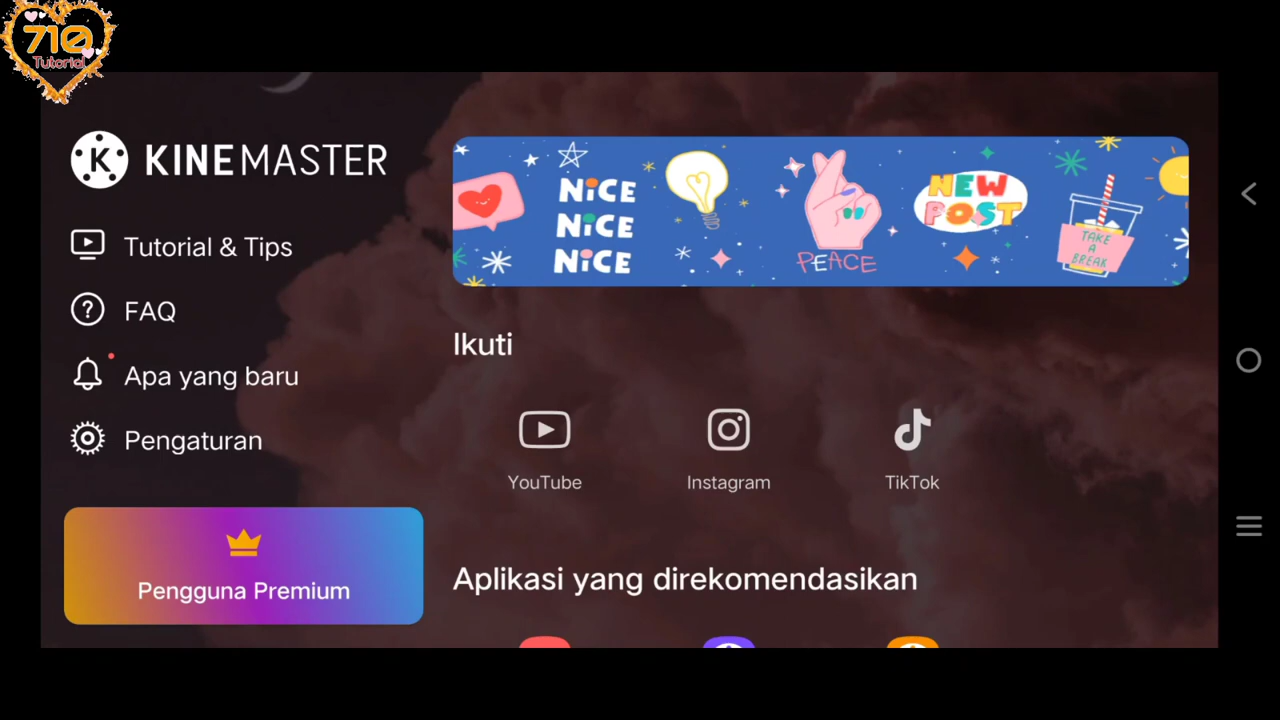 710
Tutorial
K KINEMASTER
Tutorial & Tips
FAQ
Apa yang baru
Pengaturan
Pengguna Premium
NiCE
NiCE
NiCE
PEACE
NEW
POST
TAKE
A
BREAK
Ikuti
YouTube
Instagram
TikTok
Aplikasi yang direkomendasikan